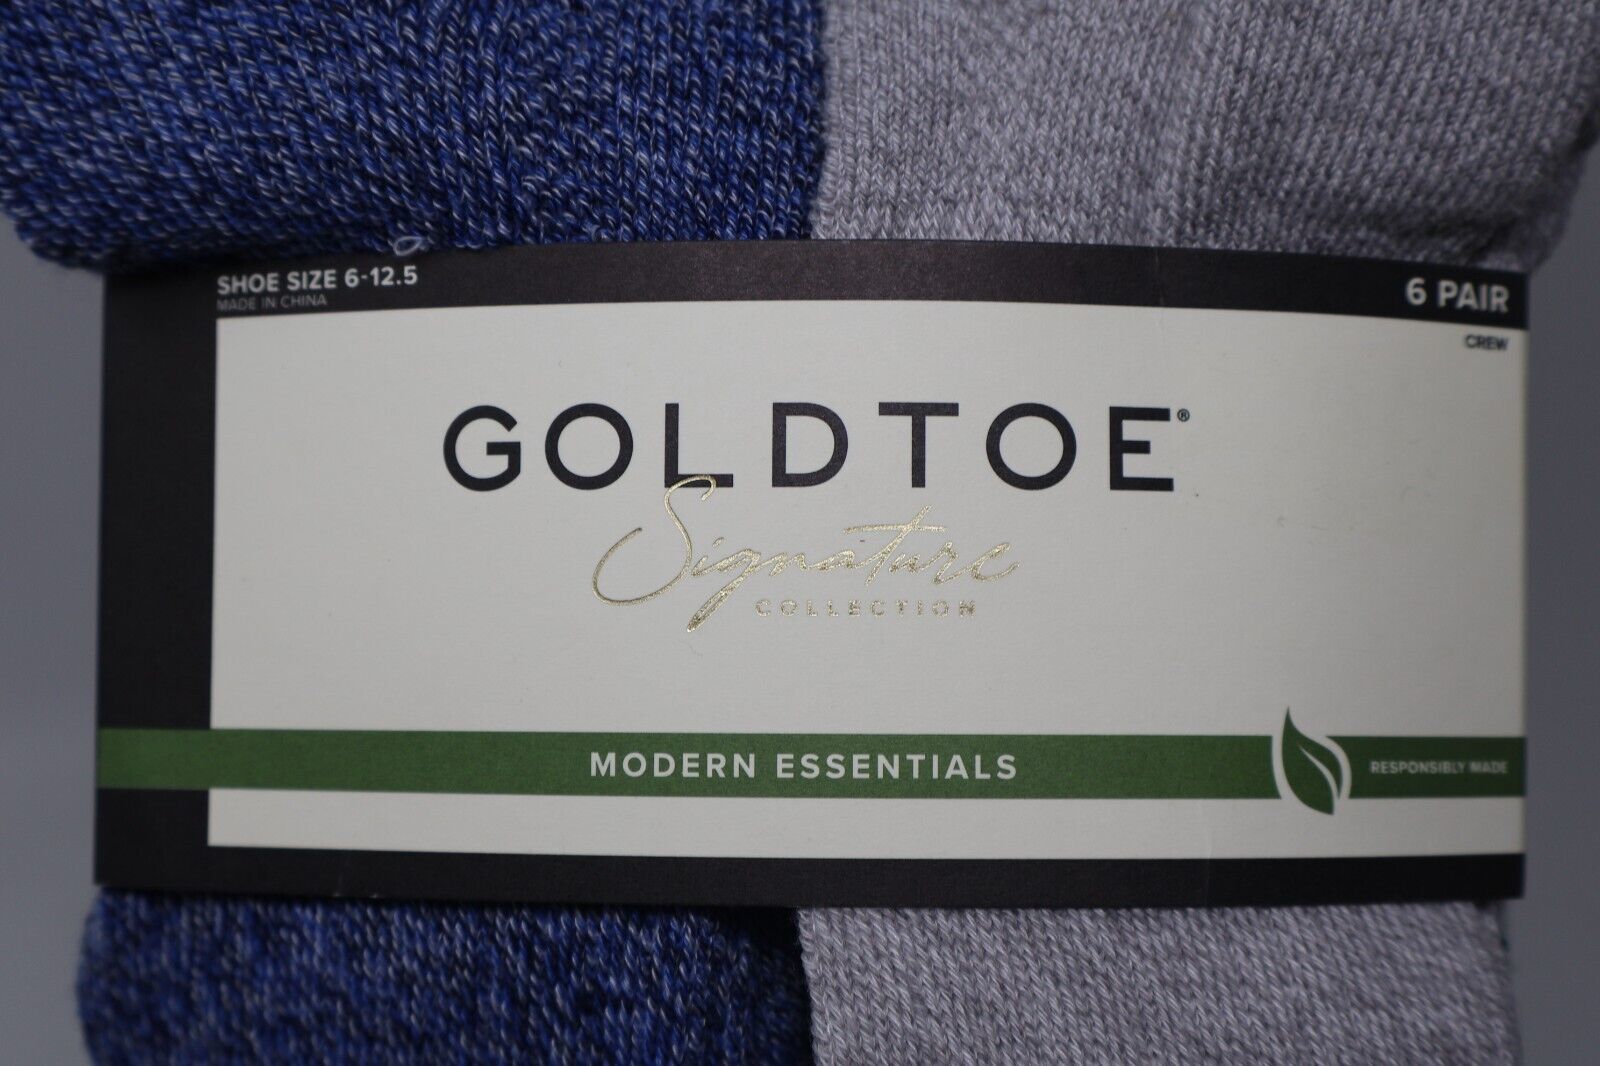 SHOE SIZE 6-12.5
MADE IN CHINA
6 PAIR
CREW
GOLDTOE®
Signature
COLLECTION
MODERN ESSENTIALS
RESPONSIBLY MADE